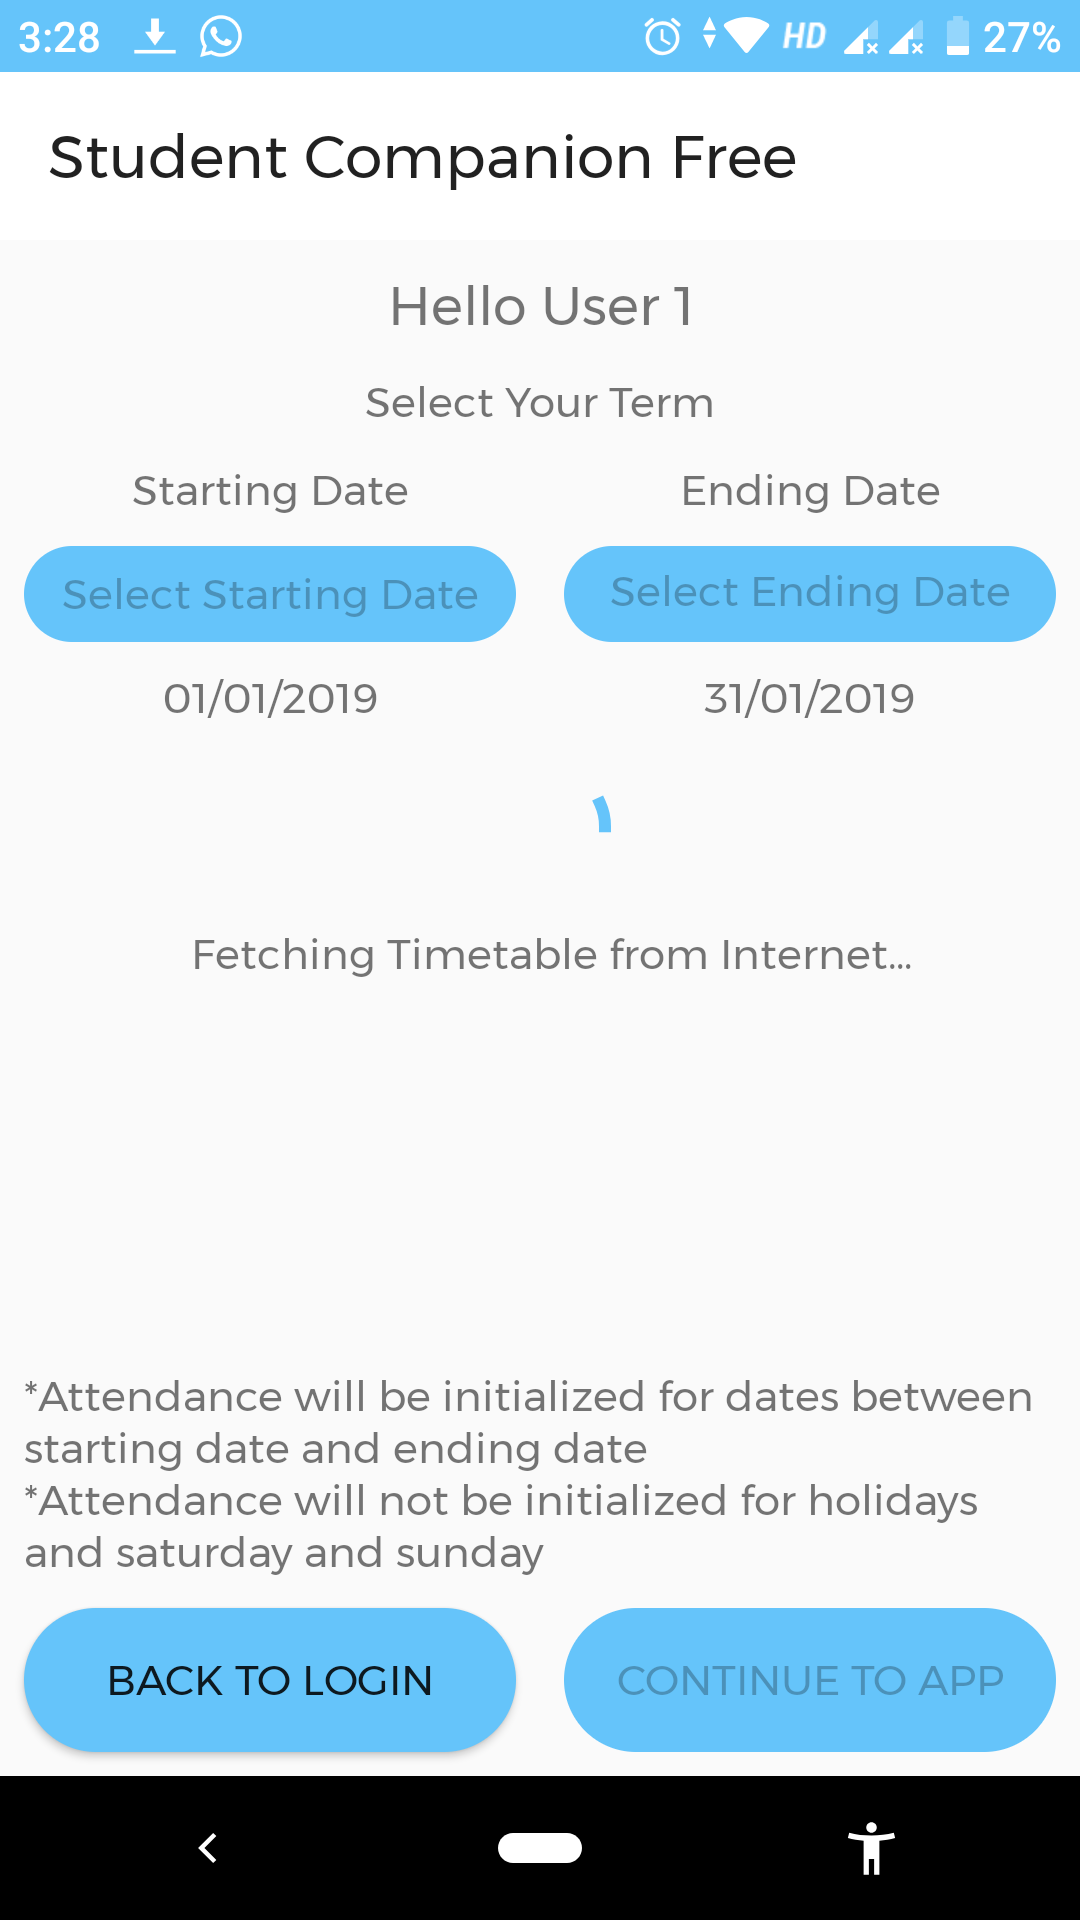 3:28 HD 27%
Student Companion Free
Hello User 1
Select Your Term
Starting Date Ending Date
Select Starting Date Select Ending Date
01/01/2019 31/01/2019
Fetching Timetable from Internet...
*Attendance will be initialized for dates between
starting date and ending date
*Attendance will not be initialized for holidays
and saturday and sunday
BACK TO LOGIN CONTINUE TO APP